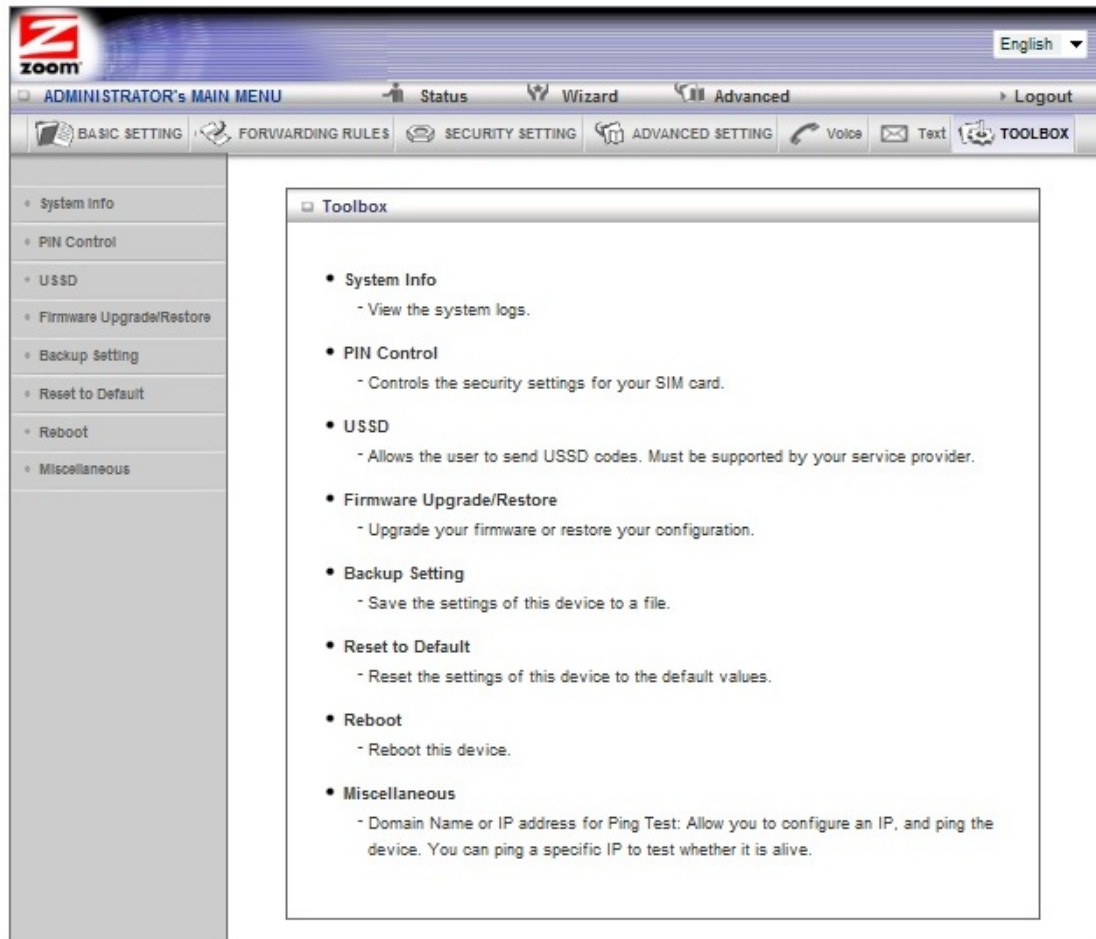 zoom
English
ADMINISTRATOR's MAIN MENU Status Wizard Advanced Logout
BASIC SETTING FORWARDING RULES SECURITY SETTING ADVANCED SETTING Voice Text TOOLBOX
System Info
PIN Control
USSD
Firmware Upgrade/Restore
Backup Setting
Reset to Default
Reboot
Miscellaneous
Toolbox
• System Info
- View the system logs.
• PIN Control
- Controls the security settings for your SIM card.
• USSD
- Allows the user to send USSD codes. Must be supported by your service provider.
• Firmware Upgrade/Restore
- Upgrade your firmware or restore your configuration.
• Backup Setting
- Save the settings of this device to a file.
• Reset to Default
- Reset the settings of this device to the default values.
• Reboot
- Reboot this device.
• Miscellaneous
- Domain Name or IP address for Ping Test: Allow you to configure an IP, and ping the
device. You can ping a specific IP to test whether it is alive.